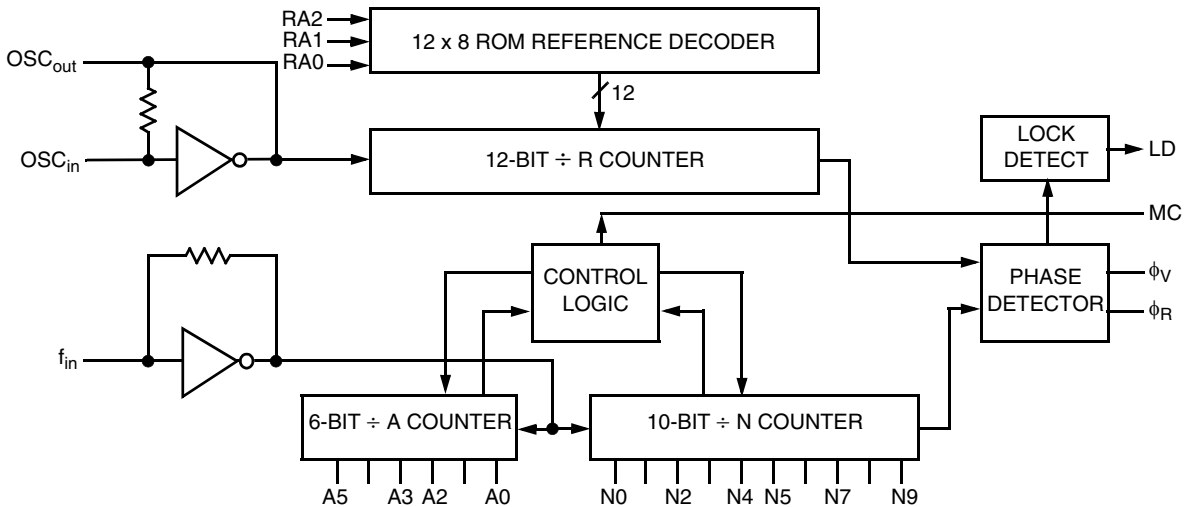 RA2
RA1
RA0
12 x 8 ROM REFERENCE DECODER
OSCout
12
OSCin
12-BIT ÷ R COUNTER
LOCK
DETECT
LD
MC
CONTROL
LOGIC
PHASE
DETECTOR
ϕV
ϕR
fin
6-BIT ÷ A COUNTER
10-BIT ÷ N COUNTER
A5 A3 A2 A0 N0 N2 N4 N5 N7 N9